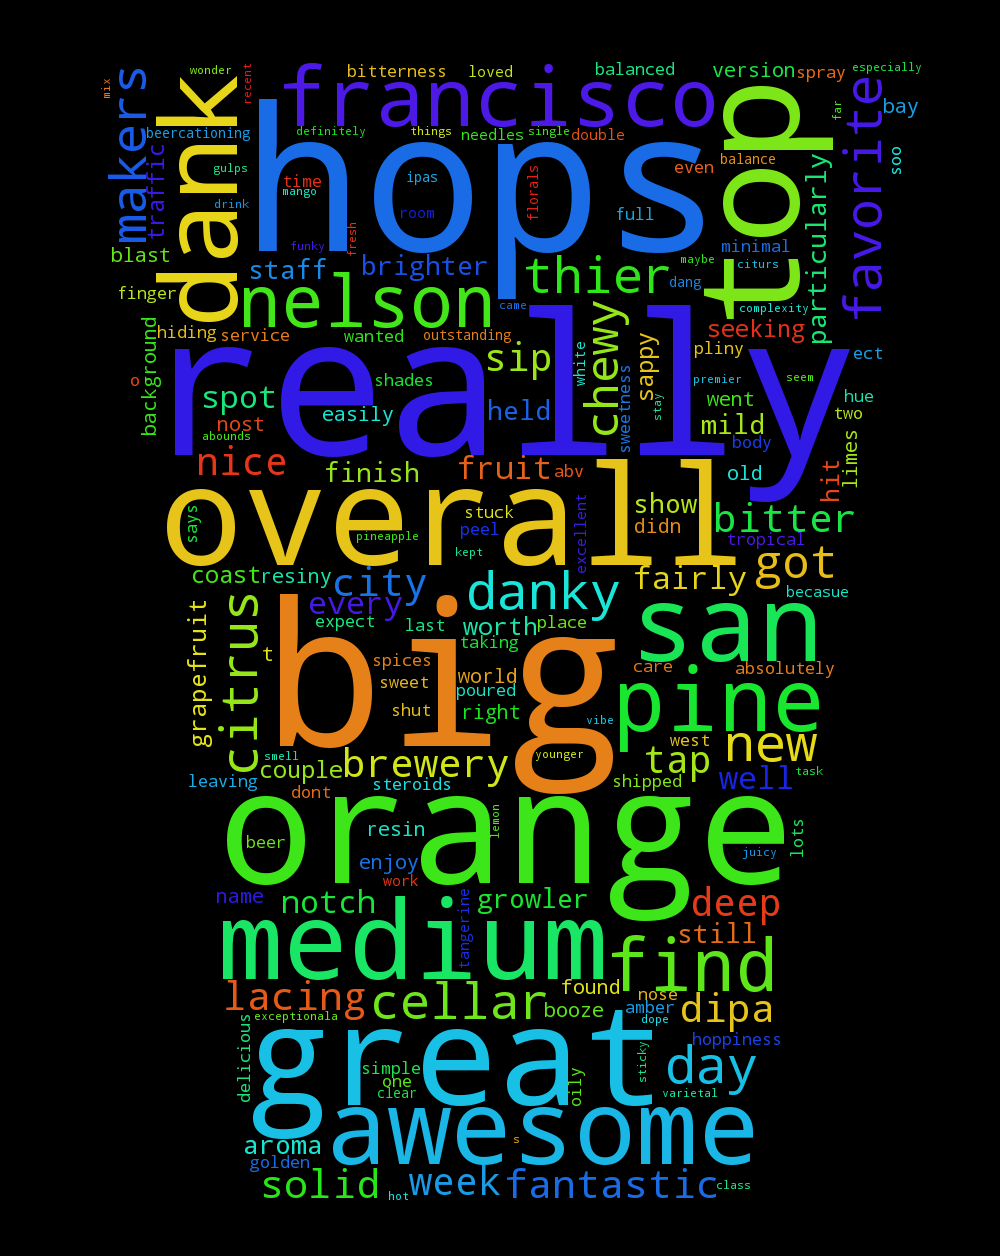 wonder
recent
mix
bitterness
loved
balanced
version
spray
especially
francisco
makers
dank
top
favorite
bay
far
beercationing
definitely
things
needles
single
double
traffic
hops
soo
gulps
time
mango
ipas
florals
even
balance
particularly
drink
room
full
funky
fresh
minimal
blast
staff
brighter
thier
maybe
citurs
finger
nelson
came
dang
complexity
hiding
service
wanted
outstanding
sip
chewy
white
sappy
seeking
pliny
ect
background
o
really
shades
premier
seem
spot
easily
held
sweetness
stay
went
hue
two
nost
abounds
mild
body
limes
nice
finish
fruit
abv
old
hit
overall
says
stuck
peel
show
didn
bitter
excellent
pineapple
kept
tropical
got
coast
resiny
city
danky
fairly
becasue
every
expect
last
worth
place
san
grapefruit
citrus
t
taking
big
spices
sweet
shut
world
poured
right
care
absolutely
pine
vibe
west
new
smell
couple
brewery
younger
tap
leaving
dont
steroids
shipped
well
task
orange
beer
resin
lemon
enjoy
work
juicy
lots
name
notch
tangerine
growler
deep
medium
still
find
lacing
cellar
found
booze
nose
amber
dipa
exceptionala
dope
great
hoppiness
delicious
simple
one
clear
oily
sticky
day
varietal
awesome
s
aroma
golden
solid
hot
week
fantastic
class